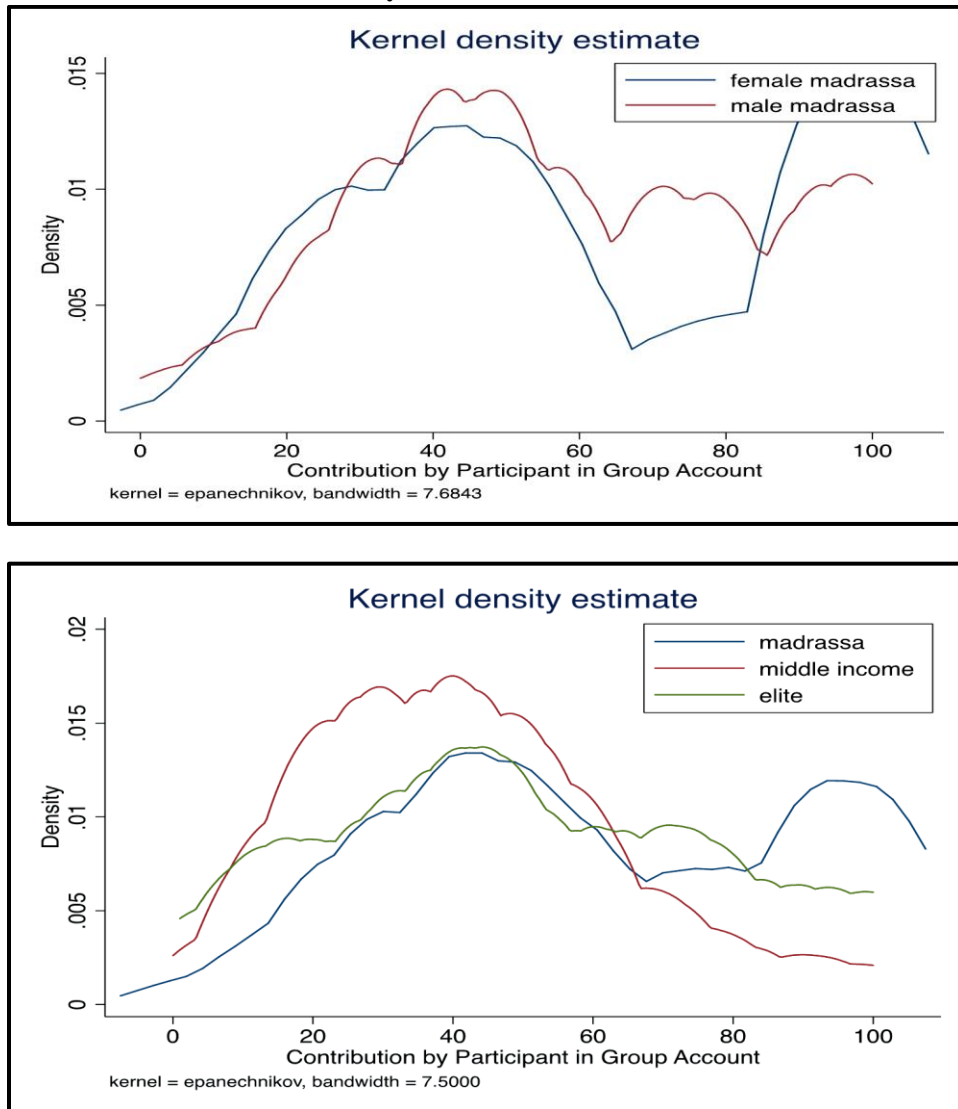 Kernel density estimate
female madrassa
male madrassa
.015
.01
.005
0
Density
0 20 40 60 80 100
Contribution by Participant in Group Account
kernel = epanechnikov, bandwidth = 7.6843
Kernel density estimate
madrassa
middle income
elite
.02
.015
.01
.005
0
Density
0 20 40 60 80 100
Contribution by Participant in Group Account
kernel = epanechnikov, bandwidth = 7.5000